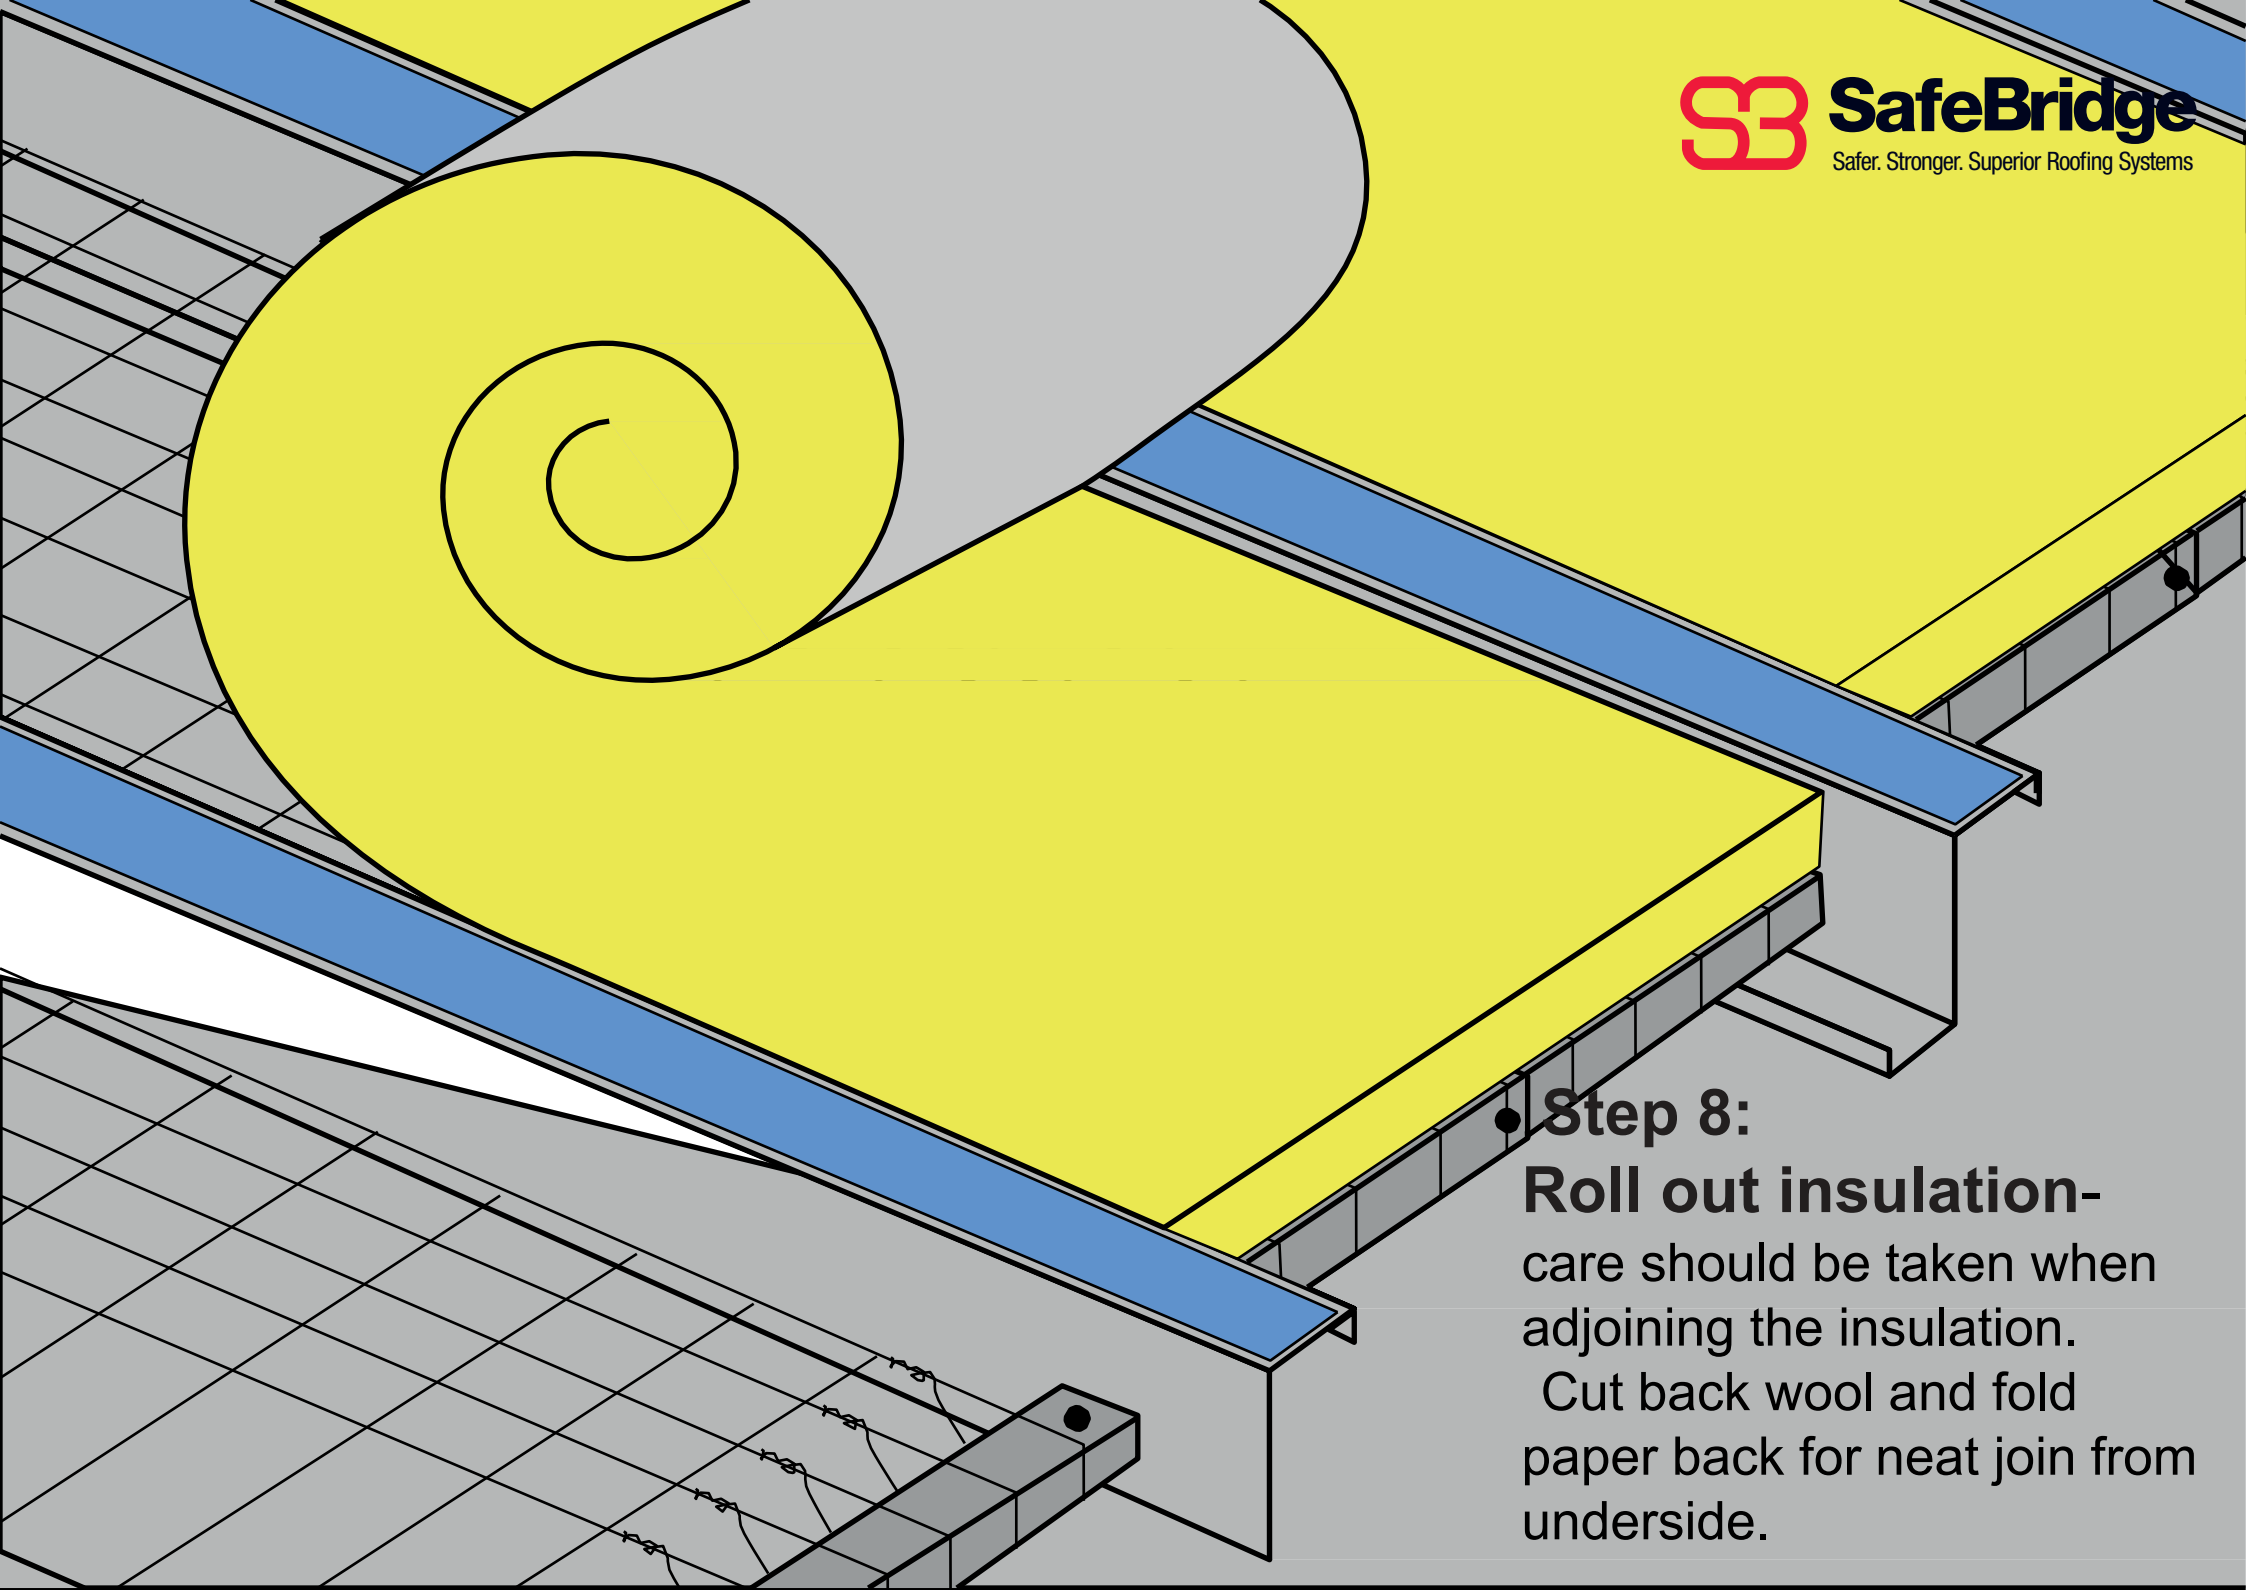 SafeBridge
Safer. Stronger. Superior Roofing Systems
Step 8:
Roll out insulation-
care should be taken when
adjoining the insulation.
Cut back wool and fold
paper back for neat join from
underside.